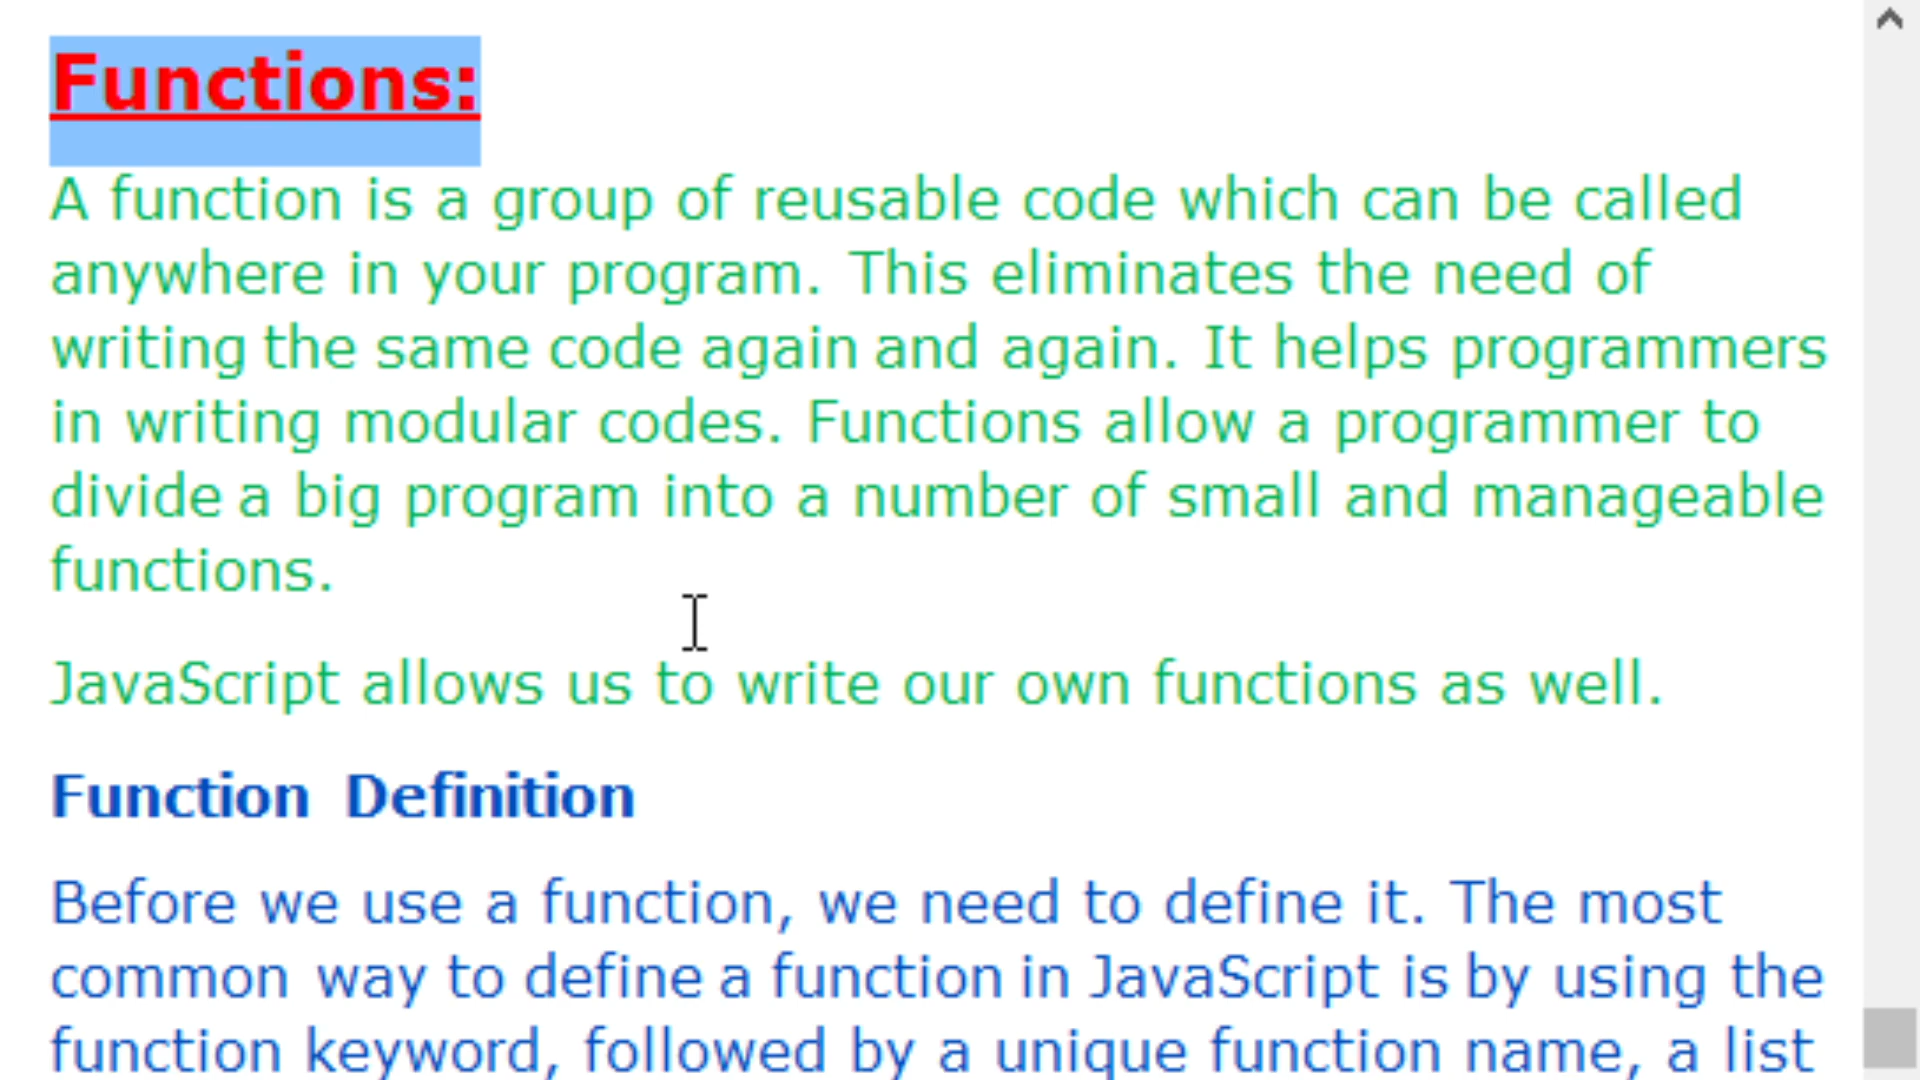 Functions:
A function is a group of reusable code which can be called
anywhere in your program. This eliminates the need of
writing the same code again and again. It helps programmers
in writing modular codes. Functions allow a programmer to
divide a big program into a number of small and manageable
functions.
JavaScript allows us to write our own functions as well.
Function Definition
Before we use a function, we need to define it. The most
common way to define a function in JavaScript is by using the
function keyword, followed by a unique function name, a list